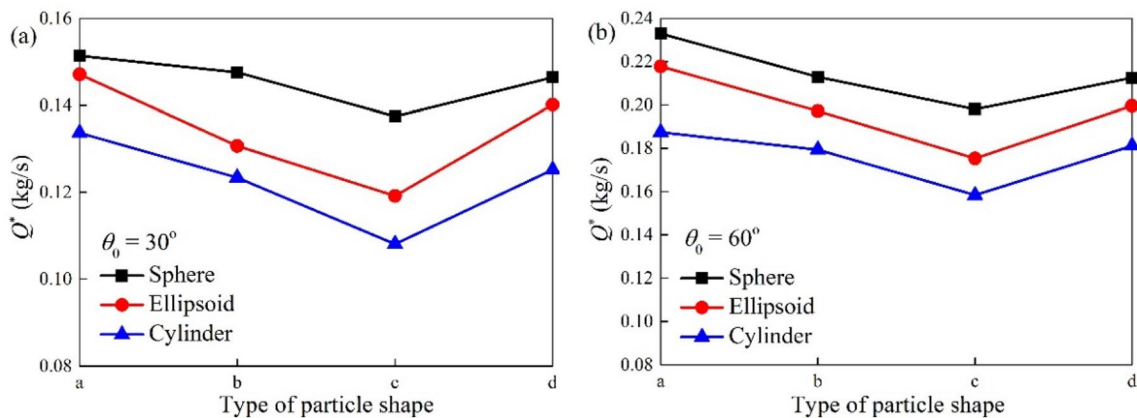 (a)
0.16
0.14
0.12
0.10
0.08
Q* (kg/s)
θ₀ = 30°
Sphere
Ellipsoid
Cylinder
a b c d
Type of particle shape
(b)
0.24
0.22
0.20
0.18
0.16
0.14
0.12
0.10
0.08
Q* (kg/s)
θ₀ = 60°
Sphere
Ellipsoid
Cylinder
a b c d
Type of particle shape